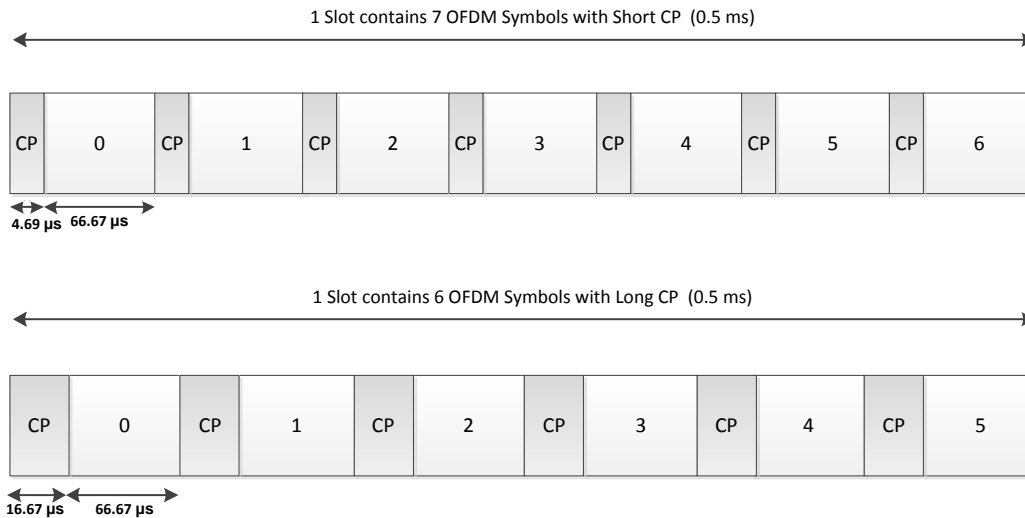 1 Slot contains 7 OFDM Symbols with Short CP (0.5 ms)
CP 0 CP 1 CP 2 CP 3 CP 4 CP 5 CP 6
4.69 µs 66.67 µs
1 Slot contains 6 OFDM Symbols with Long CP (0.5 ms)
CP 0 CP 1 CP 2 CP 3 CP 4 CP 5
16.67 µs 66.67 µs